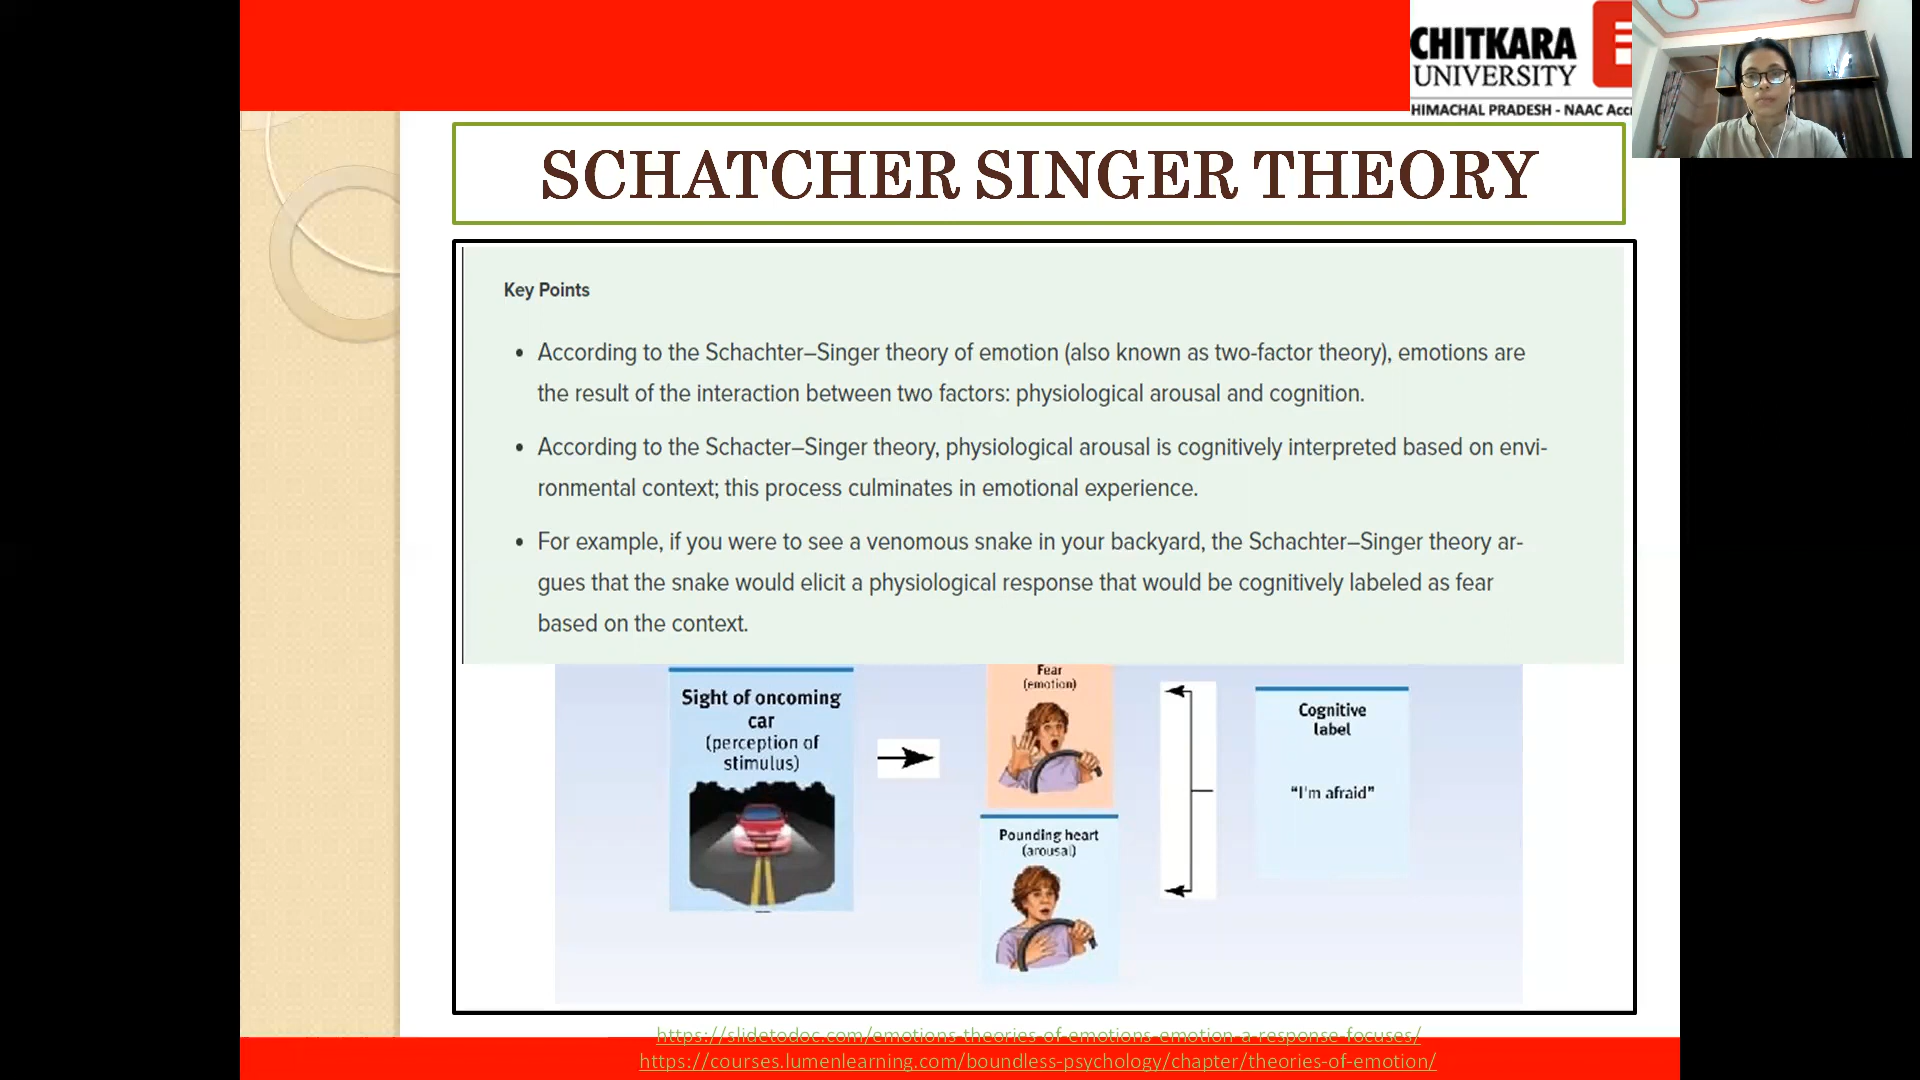 CHITKARA
UNIVERSITY
HIMACHAL PRADESH - NAAC
SCHATCHER SINGER THEORY
Key Points
• According to the Schachter–Singer theory of emotion (also known as two-factor theory), emotions are
the result of the interaction between two factors: physiological arousal and cognition.
• According to the Schacter–Singer theory, physiological arousal is cognitively interpreted based on envi-
ronmental context; this process culminates in emotional experience.
• For example, if you were to see a venomous snake in your backyard, the Schachter–Singer theory ar-
gues that the snake would elicit a physiological response that would be cognitively labeled as fear
based on the context.
Sight of oncoming
car
(perception of
stimulus)
Fear
(emotion)
Pounding heart
(arousal)
Cognitive
label
“I'm afraid”
https://slidetodoc.com/emotions-theories-of-emotions-emotion-a-response-focuses/
https://courses.lumenlearning.com/boundless-psychology/chapter/theories-of-emotion/